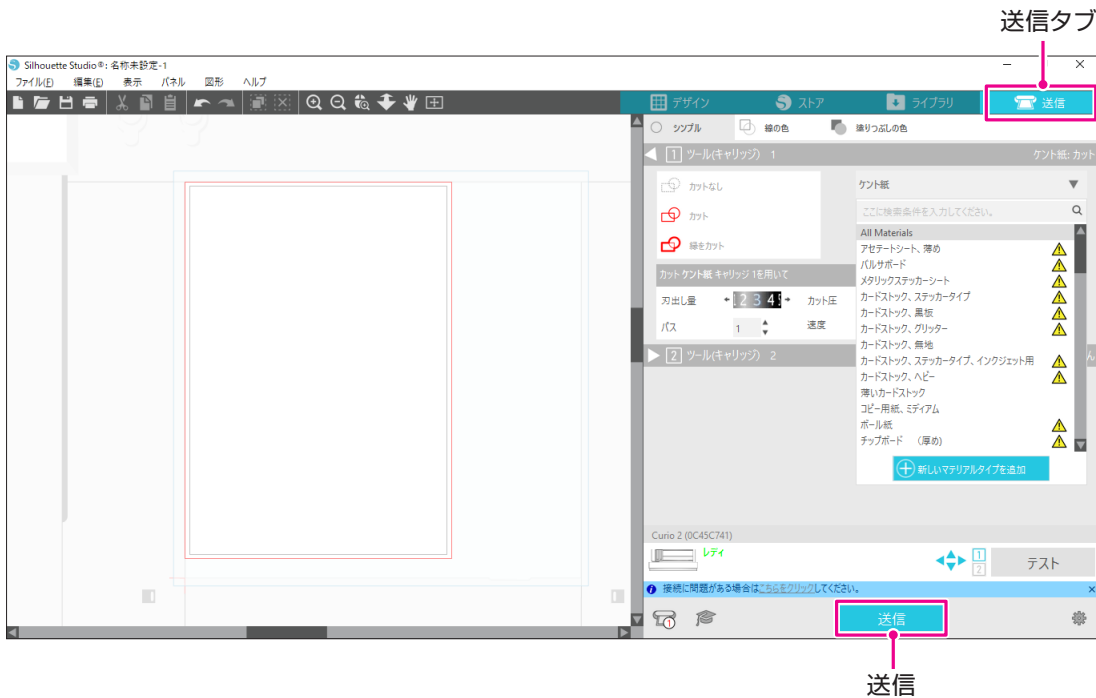 送信タブ
Silhouette Studio®: 名称未設定-1
ファイル(F) 編集(E) 表示 パネル 図形 ヘルプ
デザイン ストア ライブラリ 送信
シンプル 線の色 塗りつぶしの色
1 ツール(キャリッジ) 1 ケント紙: カット
カットなし
カット
縁をカット
ケント紙
ここに検索条件を入力してください。
All Materials
アセテートシート、薄め
バルサボード
メタリックステッカーシート
カードストック、ステッカータイプ
カードストック、黒板
カードストック、グリッター
カードストック、無地
カードストック、ステッカータイプ、インクジェット用
カードストック、ヘビー
薄いカードストック
コピー用紙、ミディアム
ボール紙
チップボード (厚め)
新しいマテリアルタイプを追加
カット ケント紙 キャリッジ 1を用いて
刃出し量 2 3 4 カット圧
パス 1 速度
2 ツール(キャリッジ) 2 ん
Curio 2 (0C45C741)
レディ
1
2
テスト
接続に問題がある場合はこちらをクリックしてください。
1
送信
送信